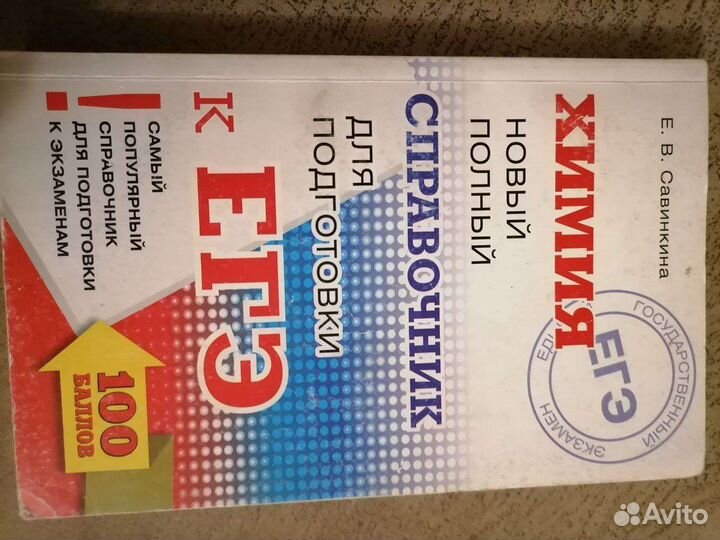 Е. В. Савинкина
ХИМИЯ
ЕДИНЫЙ ГОСУДАРСТВЕННЫЙ ЭКЗАМЕН
ЕГЭ
НОВЫЙ
ПОЛНЫЙ
СПРАВОЧНИК
ДЛЯ
ПОДГОТОВКИ
К ЕГЭ
!
САМЫЙ
ПОПУЛЯРНЫЙ
СПРАВОЧНИК
ДЛЯ ПОДГОТОВКИ
К ЭКЗАМЕНАМ
100
БАЛЛОВ
Avito